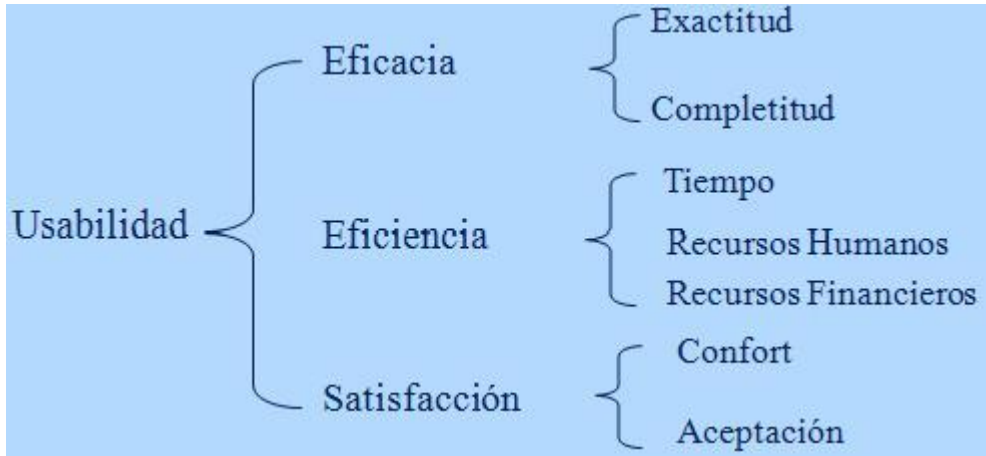 Usabilidad
Eficacia
Exactitud
Completitud
Eficiencia
Tiempo
Recursos Humanos
Recursos Financieros
Satisfacción
Confort
Aceptación